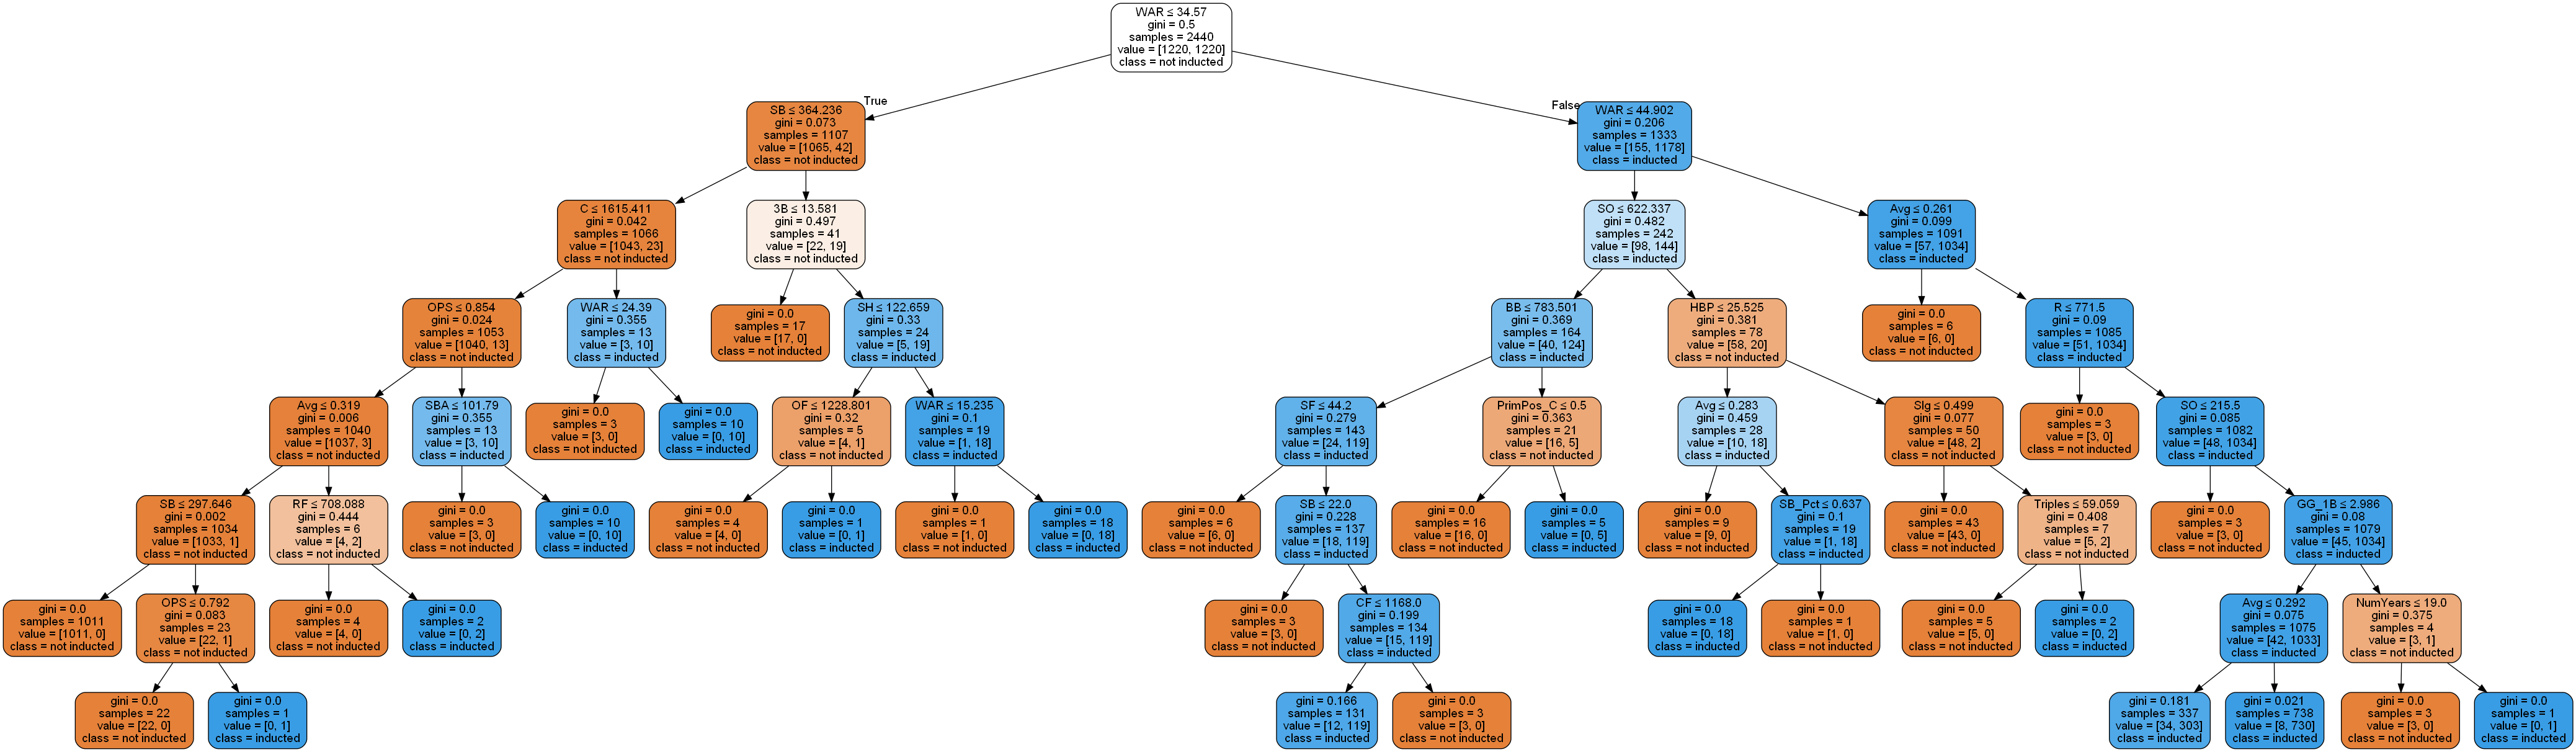 WAR ≤ 34.57
gini = 0.5
samples = 2440
value = [1220, 1220]
class = not inducted
True
False
SB ≤ 364.236
gini = 0.073
samples = 1107
value = [1065, 42]
class = not inducted
WAR ≤ 44.902
gini = 0.206
samples = 1333
value = [155, 1178]
class = inducted
C ≤ 1615.411
gini = 0.042
samples = 1066
value = [1043, 23]
class = not inducted
3B ≤ 13.581
gini = 0.497
samples = 41
value = [22, 19]
class = not inducted
SO ≤ 622.337
gini = 0.482
samples = 242
value = [98, 144]
class = inducted
Avg ≤ 0.261
gini = 0.099
samples = 1091
value = [57, 1034]
class = inducted
OPS ≤ 0.854
gini = 0.024
samples = 1053
value = [1040, 13]
class = not inducted
WAR ≤ 24.39
gini = 0.355
samples = 13
value = [3, 10]
class = inducted
gini = 0.0
samples = 17
value = [17, 0]
class = not inducted
SH ≤ 122.659
gini = 0.33
samples = 24
value = [5, 19]
class = inducted
BB ≤ 783.501
gini = 0.369
samples = 164
value = [40, 124]
class = inducted
HBP ≤ 25.525
gini = 0.381
samples = 78
value = [58, 20]
class = not inducted
gini = 0.0
samples = 6
value = [6, 0]
class = not inducted
R ≤ 771.5
gini = 0.09
samples = 1085
value = [51, 1034]
class = inducted
Avg ≤ 0.319
gini = 0.006
samples = 1040
value = [1037, 3]
class = not inducted
SBA ≤ 101.79
gini = 0.355
samples = 13
value = [3, 10]
class = inducted
gini = 0.0
samples = 3
value = [3, 0]
class = not inducted
gini = 0.0
samples = 10
value = [0, 10]
class = inducted
OF ≤ 1228.801
gini = 0.32
samples = 5
value = [4, 1]
class = not inducted
WAR ≤ 15.235
gini = 0.1
samples = 19
value = [1, 18]
class = inducted
SF ≤ 44.2
gini = 0.279
samples = 143
value = [24, 119]
class = inducted
PrimPos_C ≤ 0.5
gini = 0.363
samples = 21
value = [16, 5]
class = not inducted
Avg ≤ 0.283
gini = 0.459
samples = 28
value = [10, 18]
class = inducted
Slg ≤ 0.499
gini = 0.077
samples = 50
value = [48, 2]
class = not inducted
gini = 0.0
samples = 3
value = [3, 0]
class = not inducted
SO ≤ 215.5
gini = 0.085
samples = 1082
value = [48, 1034]
class = inducted
SB ≤ 297.646
gini = 0.002
samples = 1034
value = [1033, 1]
class = not inducted
RF ≤ 708.088
gini = 0.444
samples = 6
value = [4, 2]
class = not inducted
gini = 0.0
samples = 3
value = [3, 0]
class = not inducted
gini = 0.0
samples = 10
value = [0, 10]
class = inducted
gini = 0.0
samples = 4
value = [4, 0]
class = not inducted
gini = 0.0
samples = 1
value = [0, 1]
class = inducted
gini = 0.0
samples = 1
value = [1, 0]
class = not inducted
gini = 0.0
samples = 18
value = [0, 18]
class = inducted
gini = 0.0
samples = 6
value = [6, 0]
class = not inducted
SB ≤ 22.0
gini = 0.228
samples = 137
value = [18, 119]
class = inducted
gini = 0.0
samples = 16
value = [16, 0]
class = not inducted
gini = 0.0
samples = 5
value = [0, 5]
class = inducted
gini = 0.0
samples = 9
value = [9, 0]
class = not inducted
SB_Pct ≤ 0.637
gini = 0.1
samples = 19
value = [1, 18]
class = inducted
gini = 0.0
samples = 43
value = [43, 0]
class = not inducted
Triples ≤ 59.059
gini = 0.408
samples = 7
value = [5, 2]
class = not inducted
gini = 0.0
samples = 3
value = [3, 0]
class = not inducted
GG_1B ≤ 2.986
gini = 0.08
samples = 1079
value = [45, 1034]
class = inducted
gini = 0.0
samples = 1011
value = [1011, 0]
class = not inducted
OPS ≤ 0.792
gini = 0.083
samples = 23
value = [22, 1]
class = not inducted
gini = 0.0
samples = 4
value = [4, 0]
class = not inducted
gini = 0.0
samples = 2
value = [0, 2]
class = inducted
gini = 0.0
samples = 3
value = [3, 0]
class = not inducted
CF ≤ 1168.0
gini = 0.199
samples = 134
value = [15, 119]
class = inducted
gini = 0.0
samples = 18
value = [0, 18]
class = inducted
gini = 0.0
samples = 1
value = [1, 0]
class = not inducted
gini = 0.0
samples = 5
value = [5, 0]
class = not inducted
gini = 0.0
samples = 2
value = [0, 2]
class = inducted
Avg ≤ 0.292
gini = 0.075
samples = 1075
value = [42, 1033]
class = inducted
NumYears ≤ 19.0
gini = 0.375
samples = 4
value = [3, 1]
class = not inducted
gini = 0.0
samples = 22
value = [22, 0]
class = not inducted
gini = 0.0
samples = 1
value = [0, 1]
class = inducted
gini = 0.166
samples = 131
value = [12, 119]
class = inducted
gini = 0.0
samples = 3
value = [3, 0]
class = not inducted
gini = 0.181
samples = 337
value = [34, 303]
class = inducted
gini = 0.021
samples = 738
value = [8, 730]
class = inducted
gini = 0.0
samples = 3
value = [3, 0]
class = not inducted
gini = 0.0
samples = 1
value = [0, 1]
class = inducted